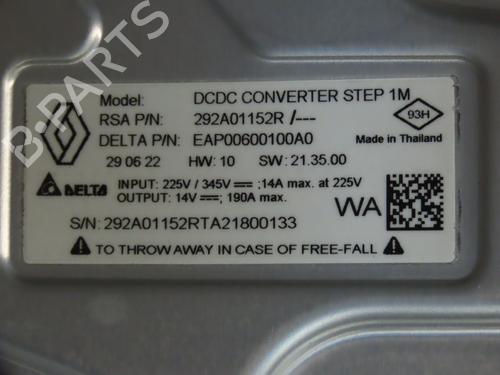 Model: DCDC CONVERTER STEP 1M
RSA P/N: 292A01152R /---
93H
DELTA P/N: EAP00600100A0
Made in Thailand
29 06 22 HW: 10 SW: 21.35.00
DELTA
INPUT: 225V / 345V ⎓ ;14A max. at 225V
OUTPUT: 14V ⎓ ; 190A max.
WA
S/N: 292A01152RTA21800133
TO THROW AWAY IN CASE OF FREE-FALL
B-PARTS